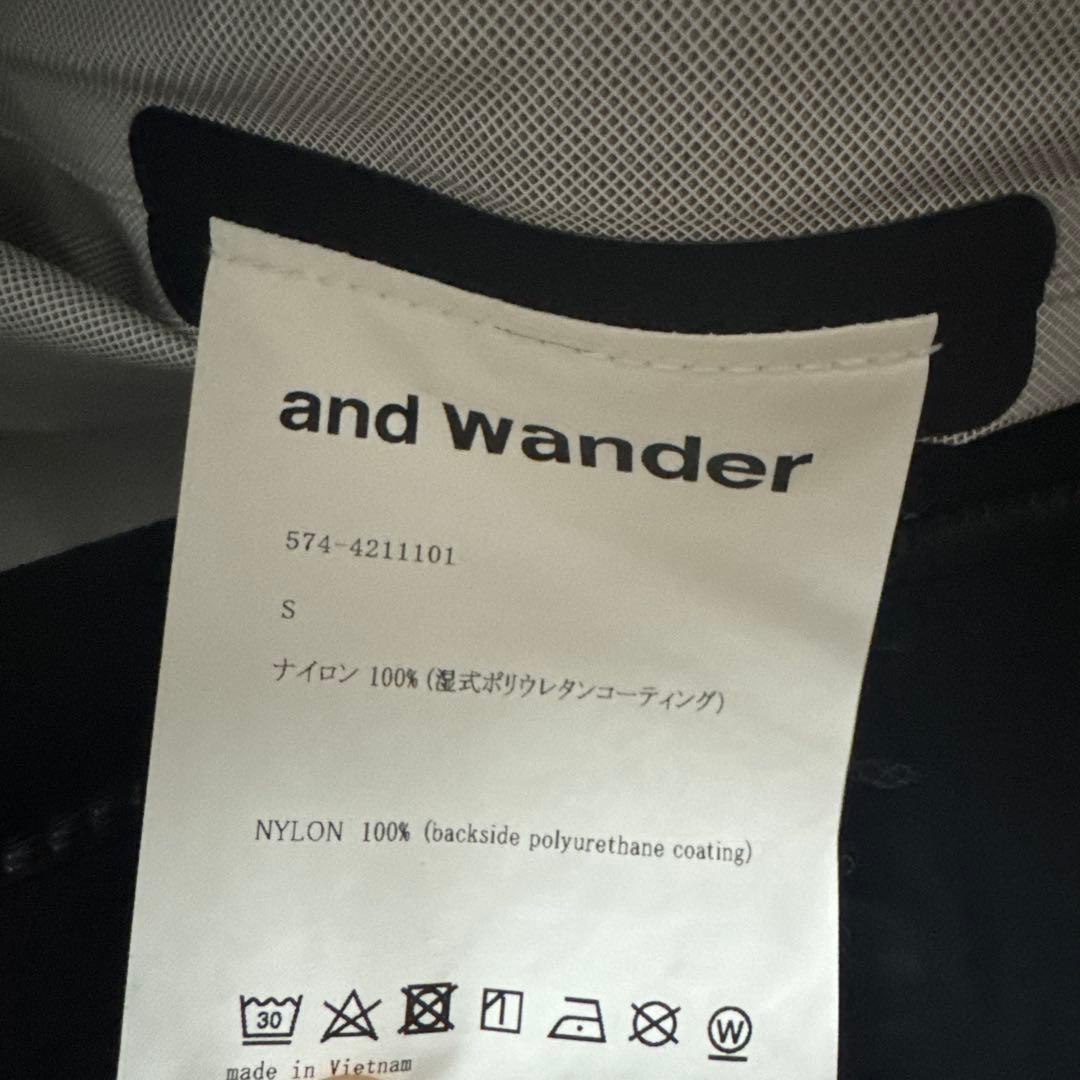 and wander
574-4211101
S
ナイロン 100% (湿式ポリウレタンコーティング)
NYLON 100% (backside polyurethane coating)
30
W
made in Vietnam